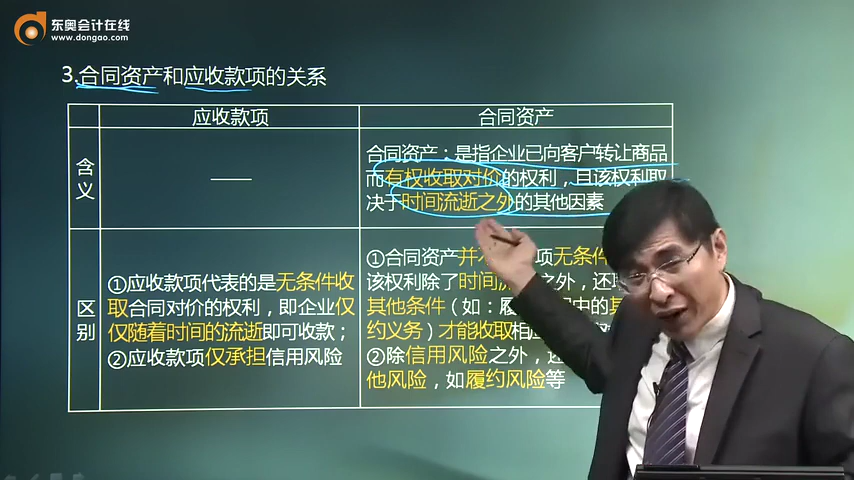 东奥会计在线
www.dongao.com
3.合同资产和应收款项的关系
应收款项
合同资产
含义
——
合同资产:是指企业已向客户转让商品
而有权收取对价的权利,且该权利取
决于时间流逝之外的其他因素
区别
①应收款项代表的是无条件收
取合同对价的权利,即企业仅
仅随着时间的流逝即可收款;
②应收款项仅承担信用风险
①合同资产并 项无条件
该权利除了时间流 之外,还
其他条件(如:履 中的
约义务)才能收取相
②除信用风险之外,还
他风险,如履约风险等